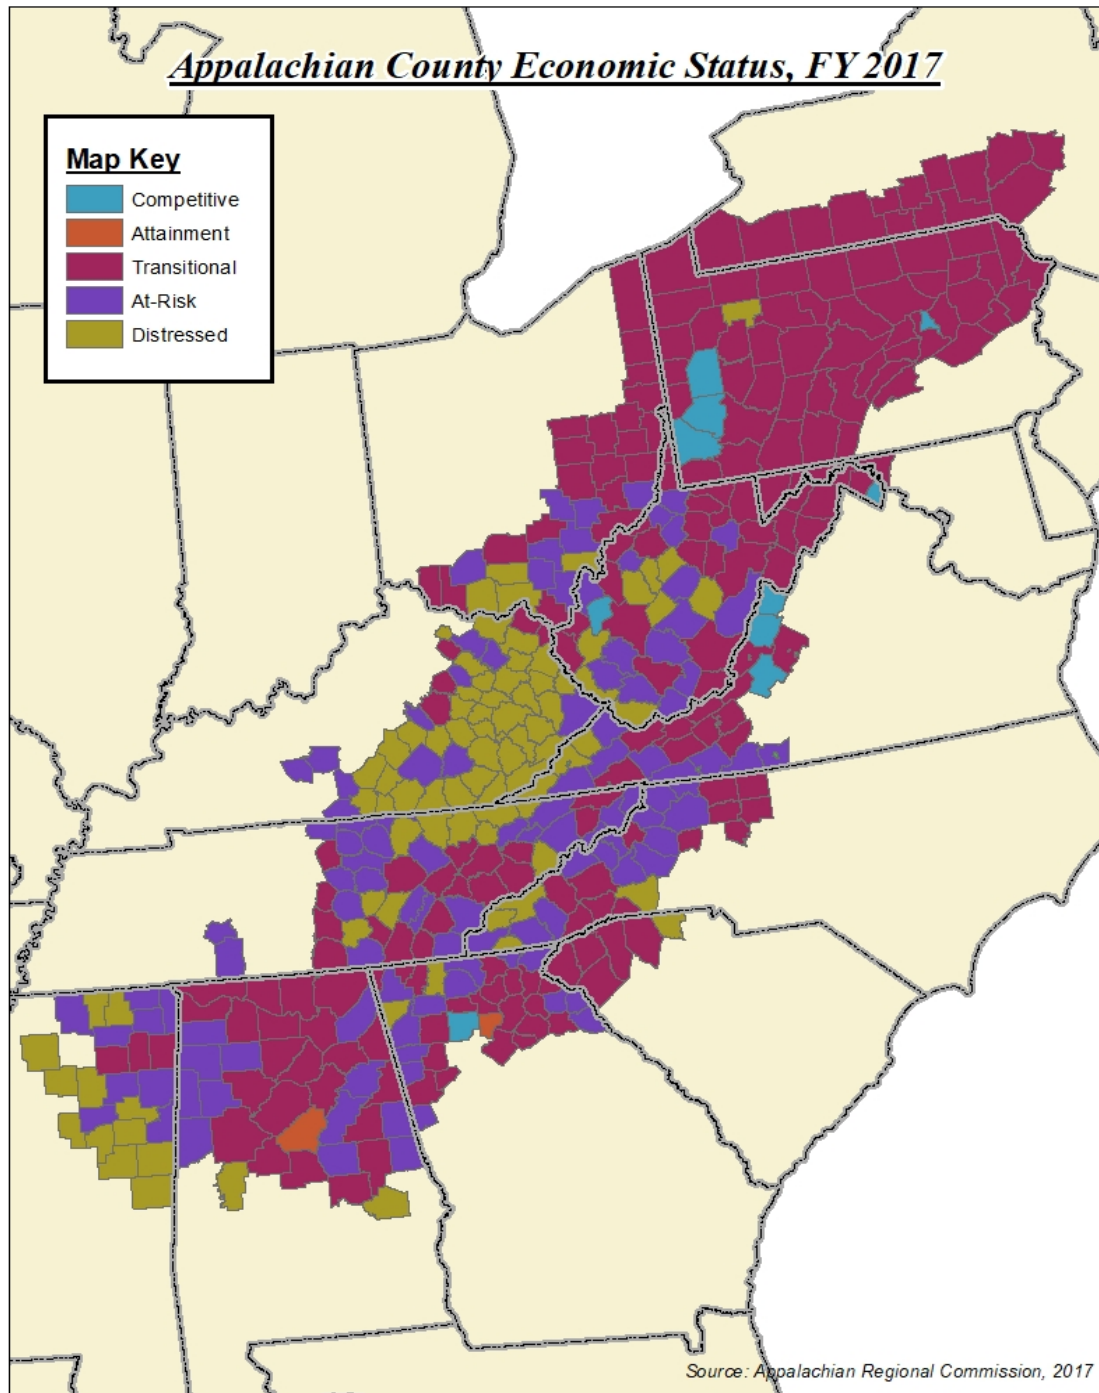 Appalachian County Economic Status, FY 2017
Map Key
Competitive
Attainment
Transitional
At-Risk
Distressed
Source: Appalachian Regional Commission, 2017